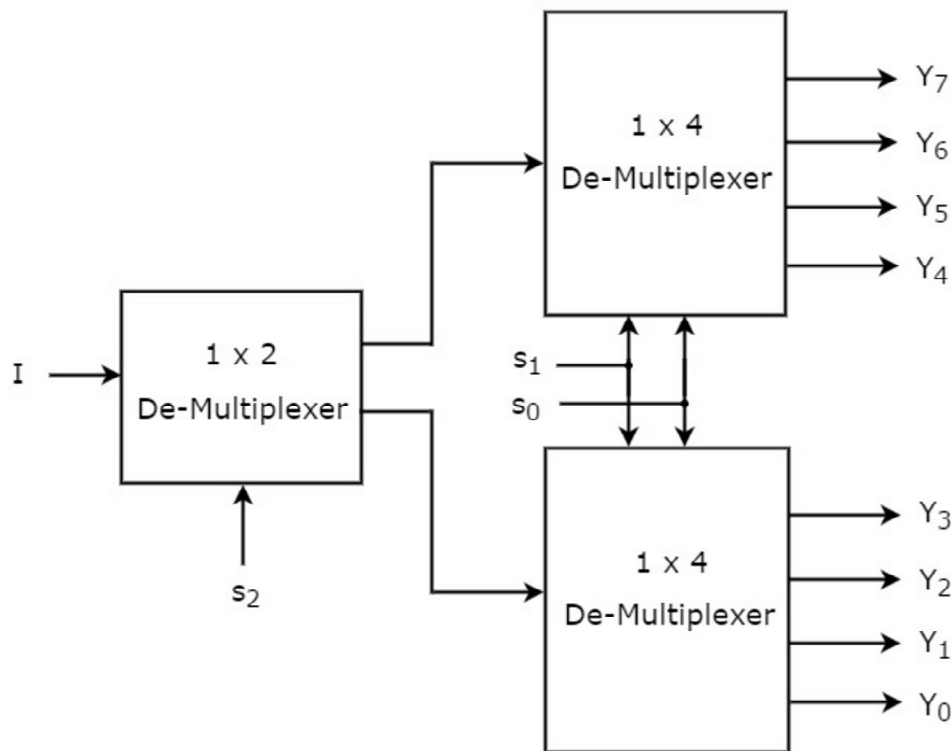 1 x 4
De-Multiplexer
Y₇
Y₆
Y₅
Y₄
I
1 x 2
De-Multiplexer
s₂
s₁
s₀
1 x 4
De-Multiplexer
Y₃
Y₂
Y₁
Y₀